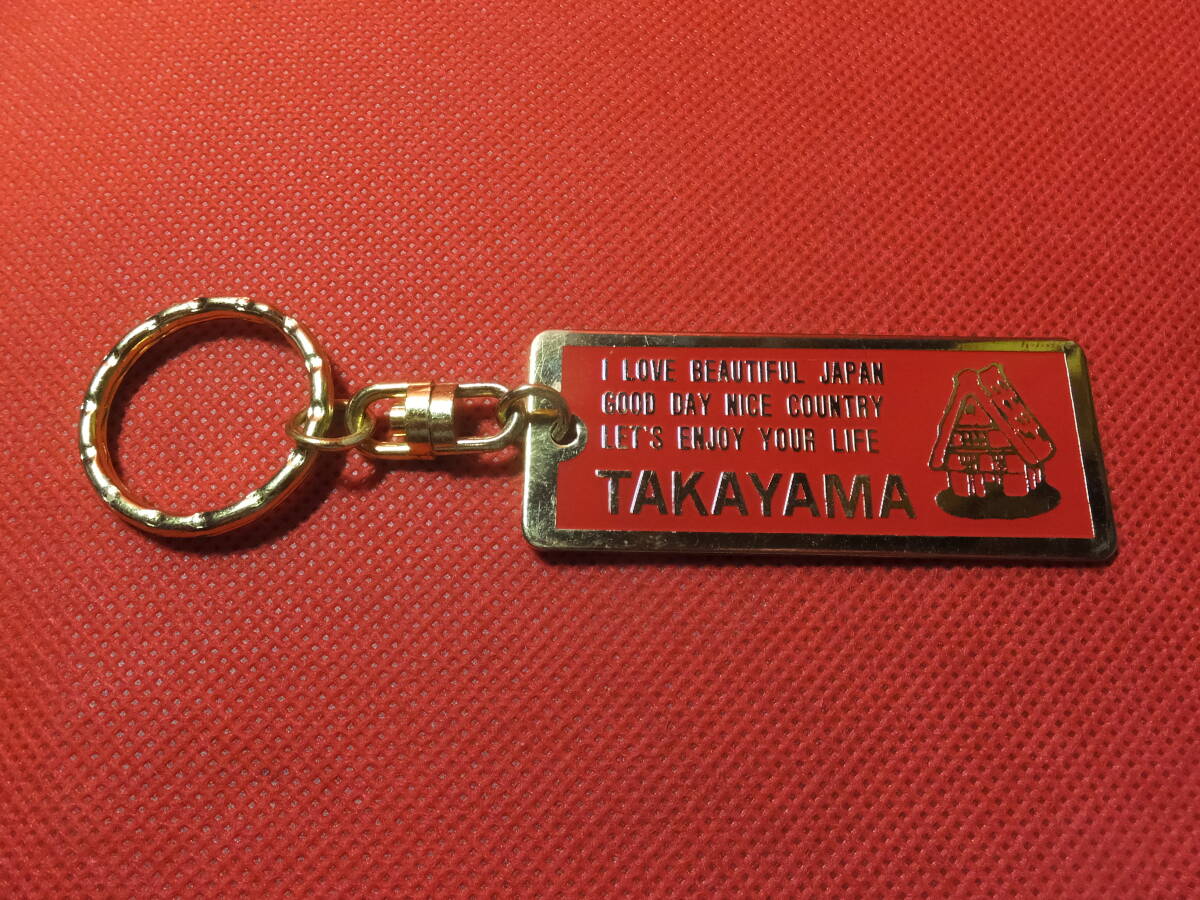 I LOVE BEAUTIFUL JAPAN
GOOD DAY NICE COUNTRY
LET'S ENJOY YOUR LIFE
TAKAYAMA